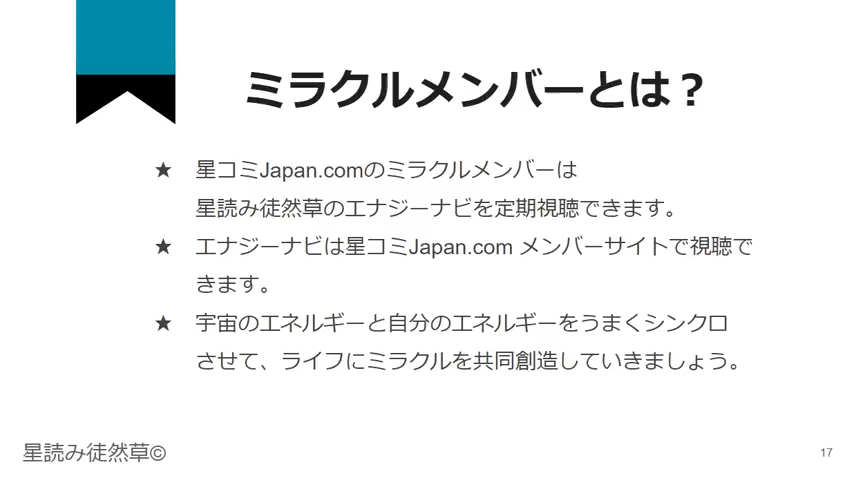 ミラクルメンバーとは？
★ 星コミJapan.comのミラクルメンバーは
星読み徒然草のエナジーナビを定期視聴できます。
★ エナジーナビは星コミJapan.com メンバーサイトで視聴で
きます。
★ 宇宙のエネルギーと自分のエネルギーをうまくシンクロ
させて、ライフにミラクルを共同創造していきましょう。
星読み徒然草©
17